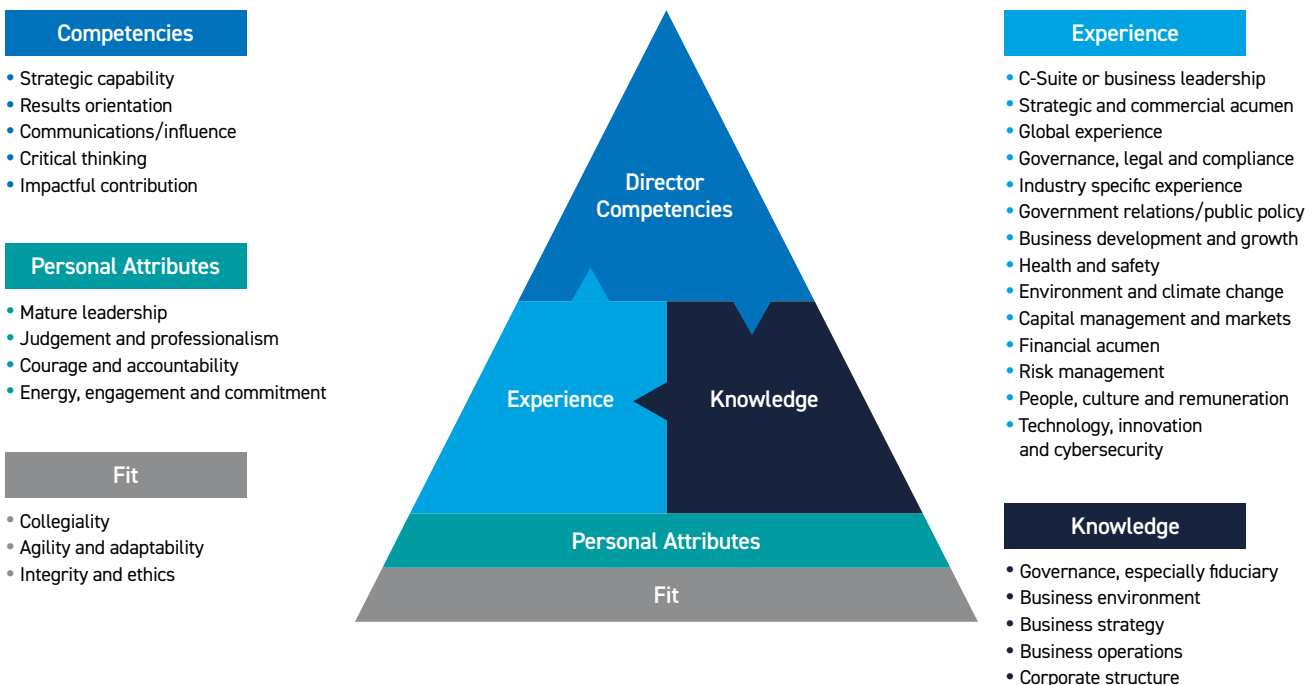 Competencies
• Strategic capability
• Results orientation
• Communications/influence
• Critical thinking
• Impactful contribution
Personal Attributes
• Mature leadership
• Judgement and professionalism
• Courage and accountability
• Energy, engagement and commitment
Fit
• Collegiality
• Agility and adaptability
• Integrity and ethics
Director
Competencies
Experience
Knowledge
Personal Attributes
Fit
Experience
• C-Suite or business leadership
• Strategic and commercial acumen
• Global experience
• Governance, legal and compliance
• Industry specific experience
• Government relations/public policy
• Business development and growth
• Health and safety
• Environment and climate change
• Capital management and markets
• Financial acumen
• Risk management
• People, culture and remuneration
• Technology, innovation
and cybersecurity
Knowledge
• Governance, especially fiduciary
• Business environment
• Business strategy
• Business operations
• Corporate structure